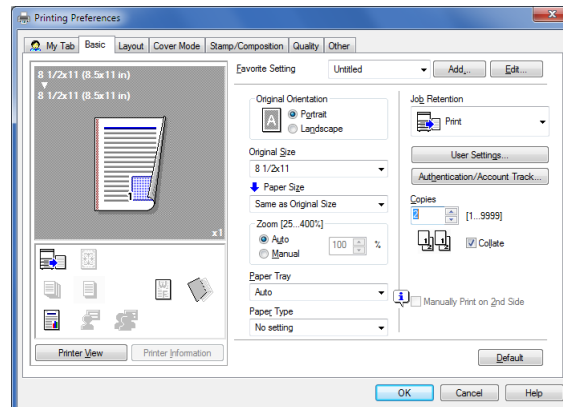 Printing Preferences
My Tab Basic Layout Cover Mode Stamp/Composition Quality Other
8 1/2x11 (8.5x11 in)
8 1/2x11 (8.5x11 in)
1
x1
Printer View Printer Information
Favorite Setting Untitled Add... Edit...
Original Orientation
A
Portrait
Landscape
Original Size
8 1/2x11
Paper Size
Same as Original Size
Zoom [25...400%]
Auto
Manual
100 %
Paper Tray
Auto
Paper Type
No setting
Job Retention
Print
User Settings...
Authentication/Account Track...
Copies
2 [1...9999]
Collate
Manually Print on 2nd Side
Default
OK Cancel Help